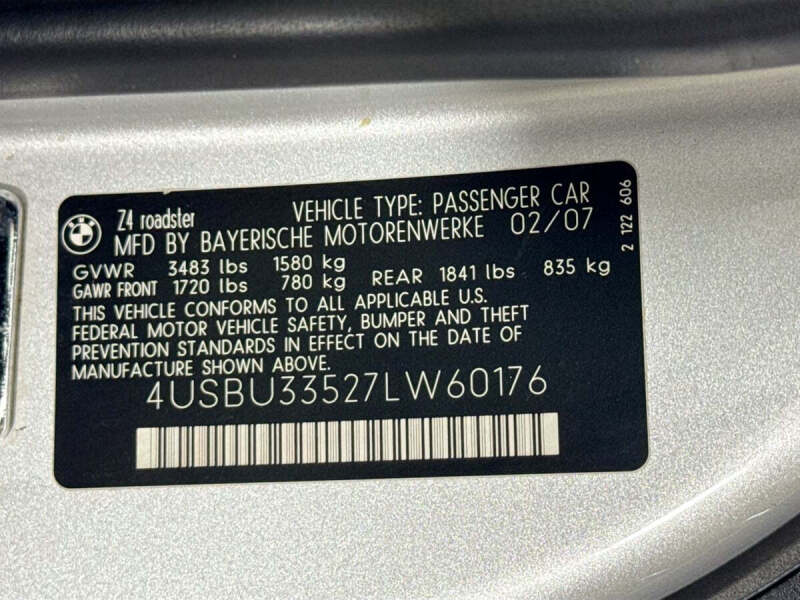 Z4 roadster VEHICLE TYPE: PASSENGER CAR
MFD BY BAYERISCHE MOTORENWERKE 02/07
GVWR 3483 lbs 1580 kg
GAWR FRONT 1720 lbs 780 kg REAR 1841 lbs 835 kg
THIS VEHICLE CONFORMS TO ALL APPLICABLE U.S.
FEDERAL MOTOR VEHICLE SAFETY, BUMPER AND THEFT
PREVENTION STANDARDS IN EFFECT ON THE DATE OF
MANUFACTURE SHOWN ABOVE.
4USBU33527LW60176
2 122 606